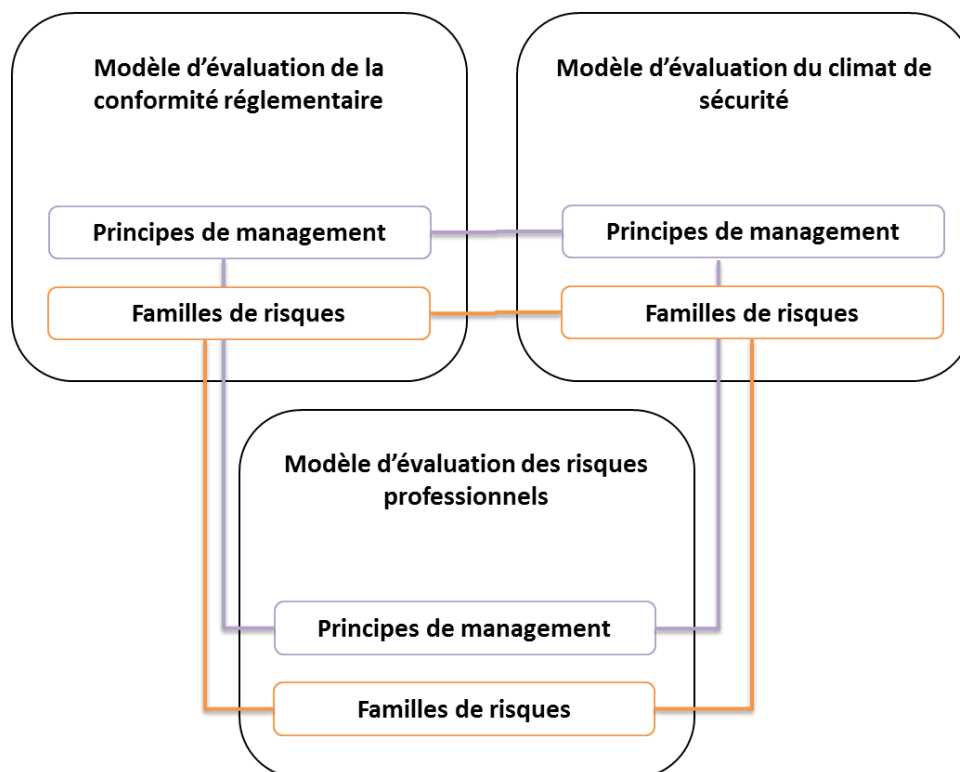 Modèle d'évaluation de la
conformité réglementaire
Principes de management
Familles de risques
Modèle d'évaluation du climat de
sécurité
Principes de management
Familles de risques
Modèle d'évaluation des risques
professionnels
Principes de management
Familles de risques